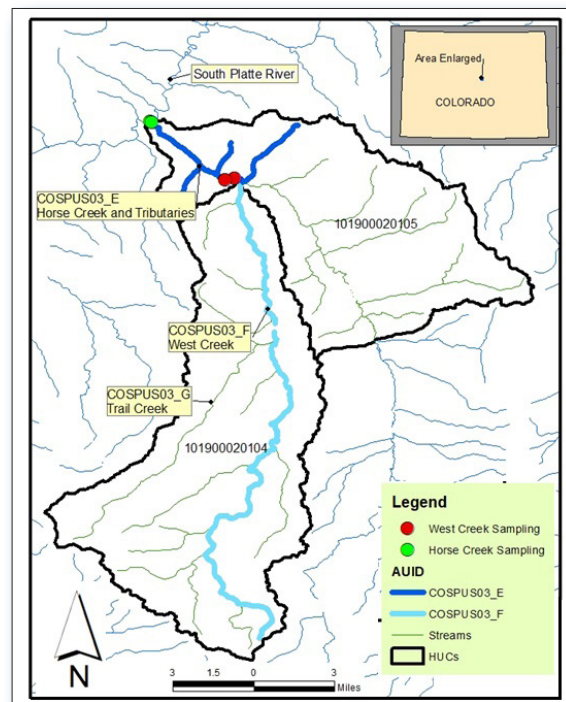 South Platte River
Area Enlarged
COLORADO
COSPUS03_E
Horse Creek and Tributaries
101900020105
COSPUS03_F
West Creek
COSPUS03_G
Trail Creek
101900020104
Legend
West Creek Sampling
Horse Creek Sampling
AUID
COSPUS03_E
COSPUS03_F
Streams
HUCs
N
3 1.5 0 3
Miles